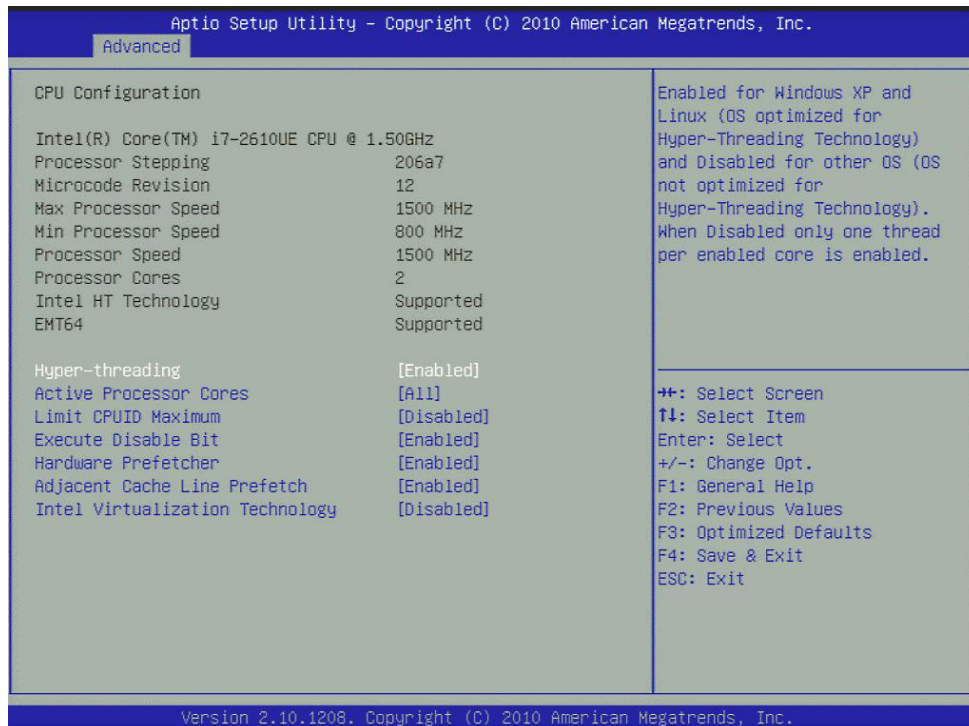 Aptio Setup Utility – Copyright (C) 2010 American Megatrends, Inc.
Advanced
CPU Configuration
Intel(R) Core(TM) i7-2610UE CPU @ 1.50GHz
Processor Stepping 206a7
Microcode Revision 12
Max Processor Speed 1500 MHz
Min Processor Speed 800 MHz
Processor Speed 1500 MHz
Processor Cores 2
Intel HT Technology Supported
EMT64 Supported
Hyper-threading [Enabled]
Active Processor Cores [All]
Limit CPUID Maximum [Disabled]
Execute Disable Bit [Enabled]
Hardware Prefetcher [Enabled]
Adjacent Cache Line Prefetch [Enabled]
Intel Virtualization Technology [Disabled]
Enabled for Windows XP and
Linux (OS optimized for
Hyper-Threading Technology)
and Disabled for other OS (OS
not optimized for
Hyper-Threading Technology).
When Disabled only one thread
per enabled core is enabled.
→←: Select Screen
↑↓: Select Item
Enter: Select
+/-: Change Opt.
F1: General Help
F2: Previous Values
F3: Optimized Defaults
F4: Save & Exit
ESC: Exit
Version 2.10.1208. Copyright (C) 2010 American Megatrends, Inc.